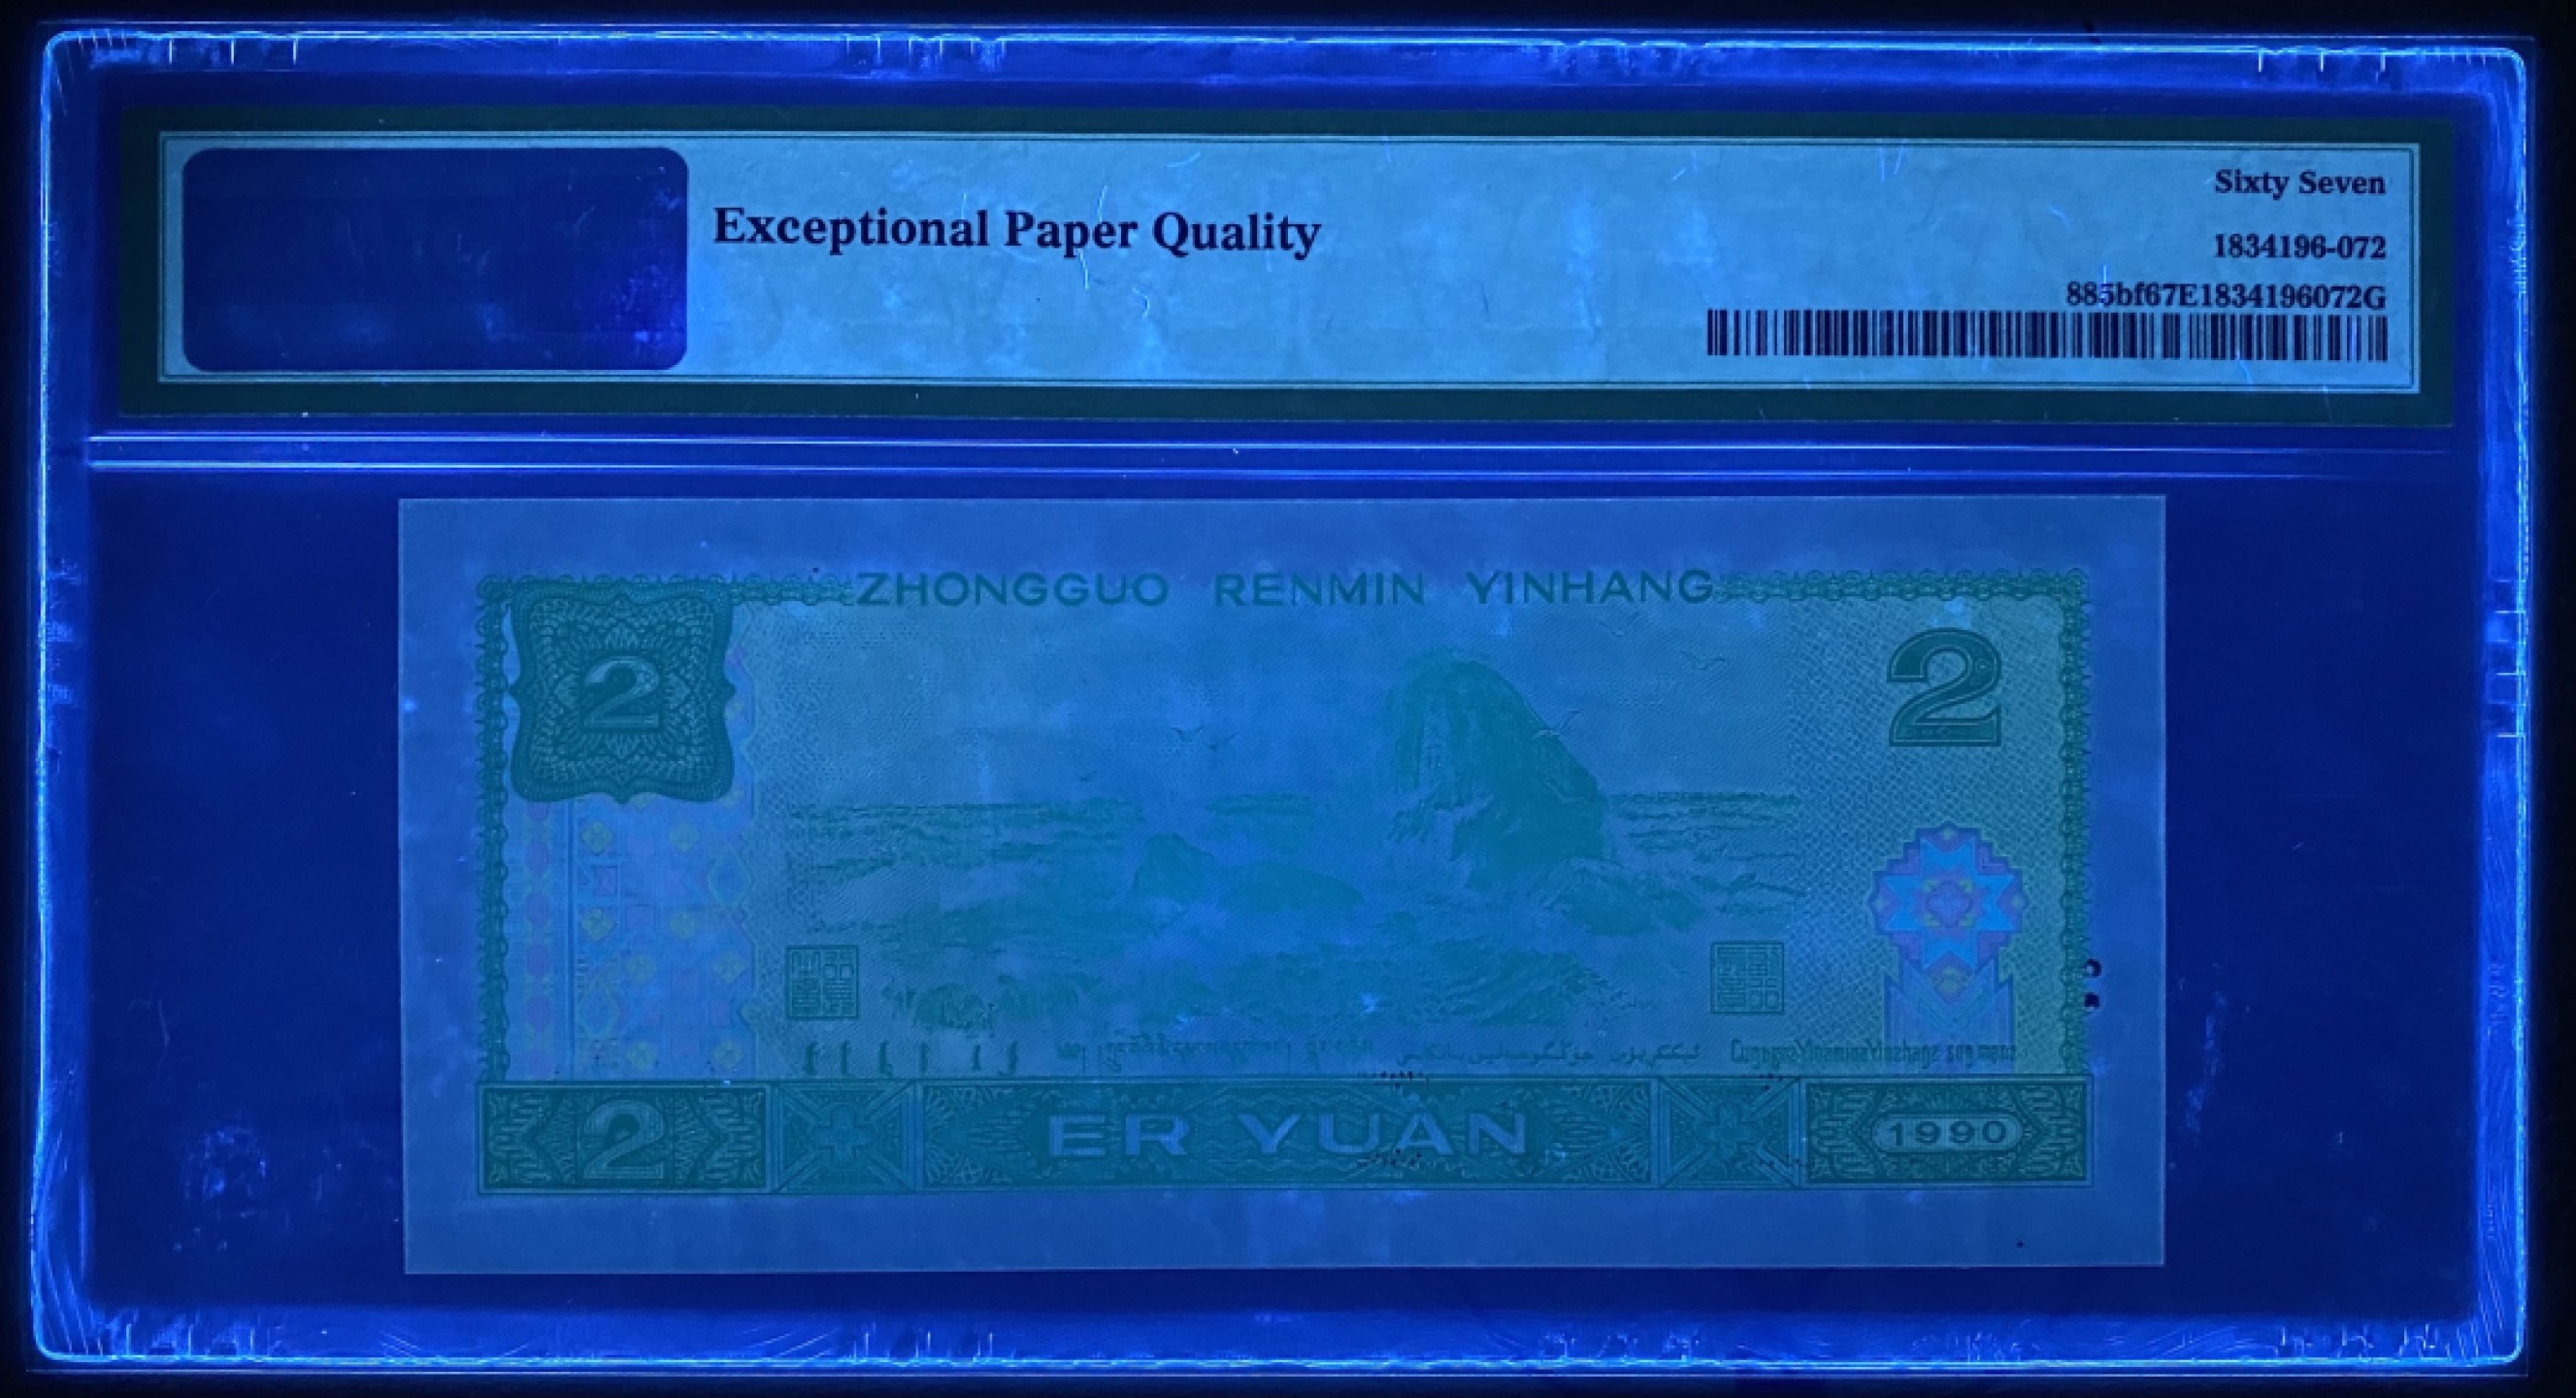 Exceptional Paper Quality
Sixty Seven
1834196-072
885bf67E1834196072G
ZHONGGUO RENMIN YINHANG
2
2
2 ER YUAN 1990